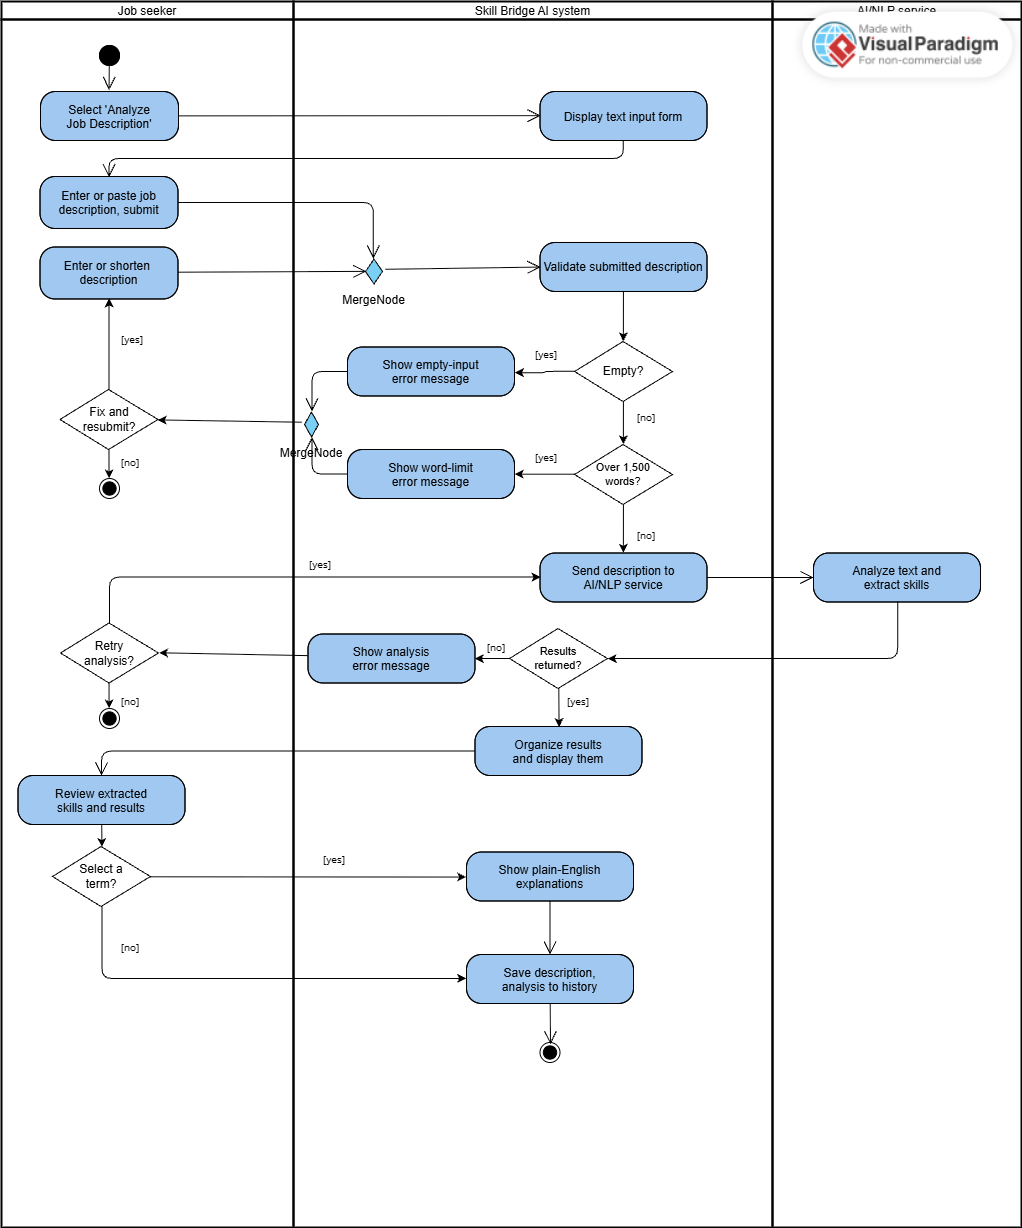 Job seeker
Skill Bridge AI system
AI/NLP service
Made with
VisualParadigm
For non-commercial use
Select 'Analyze
Job Description'
Display text input form
Enter or paste job
description, submit
Enter or shorten
description
MergeNode
Validate submitted description
[yes]
Show empty-input
error message
[yes]
Empty?
Fix and
resubmit?
[no]
MergeNode
[no]
Show word-limit
error message
[yes]
Over 1,500
words?
[no]
[yes]
Send description to
AI/NLP service
Analyze text and
extract skills
Retry
analysis?
Show analysis
error message
[no]
Results
returned?
[no]
[yes]
Organize results
and display them
Review extracted
skills and results
Select a
term?
[yes]
Show plain-English
explanations
[no]
Save description,
analysis to history